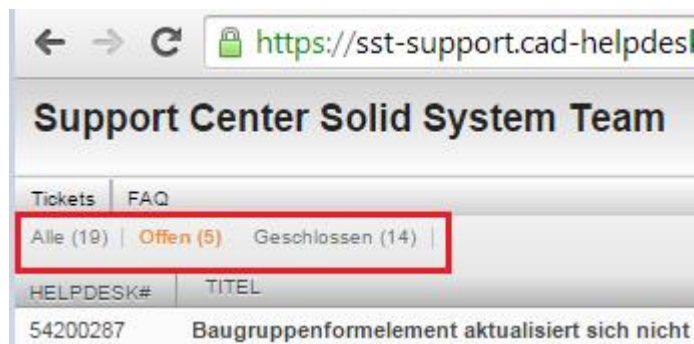 https://sst-support.cad-helpdesk
Support Center Solid System Team
Tickets | FAQ
Alle (19) | Offen (5) Geschlossen (14) |
HELPDESK# TITEL
54200287 Baugruppenformelement aktualisiert sich nicht